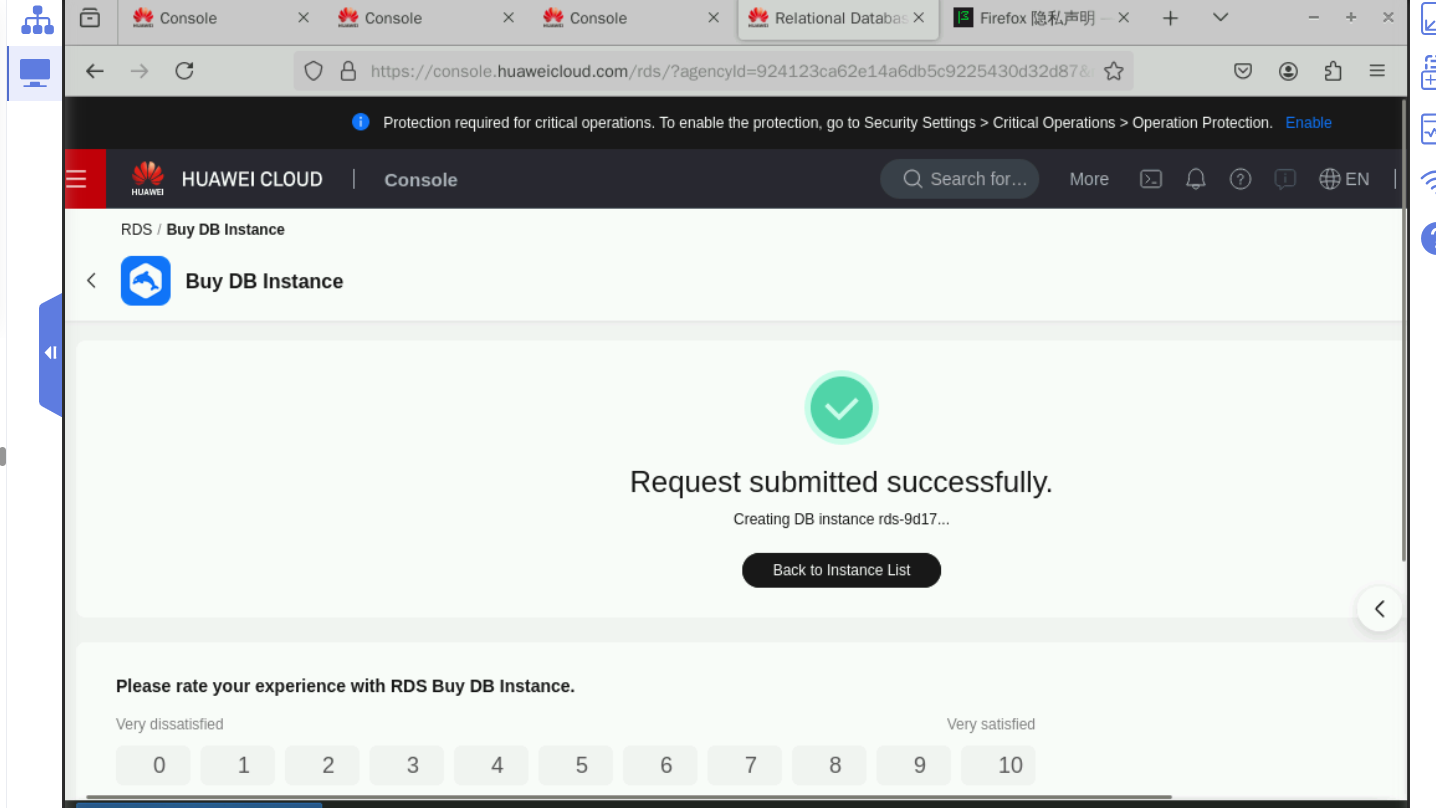 Console
Console
Console
Relational Databas
Firefox 隐私声明 —
https://console.huaweicloud.com/rds/?agencyId=924123ca62e14a6db5c9225430d32d87&
Protection required for critical operations. To enable the protection, go to Security Settings > Critical Operations > Operation Protection. Enable
HUAWEI
HUAWEI CLOUD | Console
Search for…
More
EN
RDS / Buy DB Instance
Buy DB Instance
Request submitted successfully.
Creating DB instance rds-9d17...
Back to Instance List
Please rate your experience with RDS Buy DB Instance.
Very dissatisfied Very satisfied
0 1 2 3 4 5 6 7 8 9 10